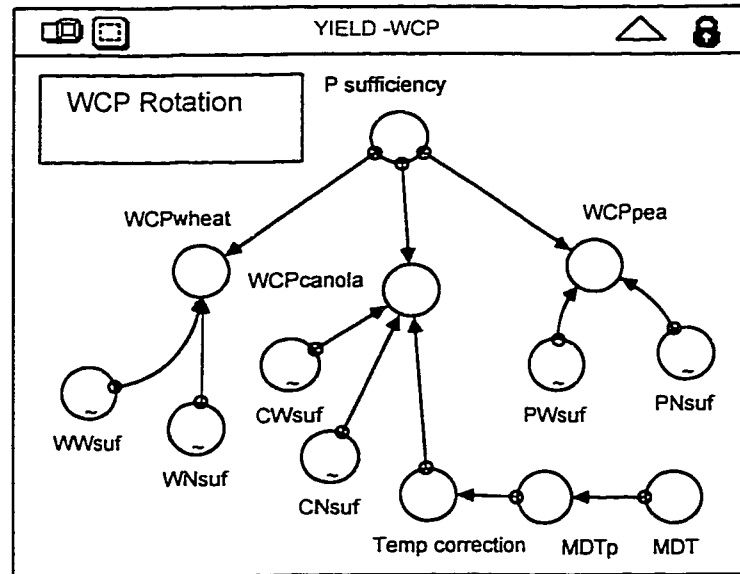 YIELD -WCP
WCP Rotation
P sufficiency
WCPwheat
WCPpea
WCPcanola
WWsuf
WNsuf
CWsuf
CNsuf
PWsuf
PNsuf
Temp correction
MDTp
MDT